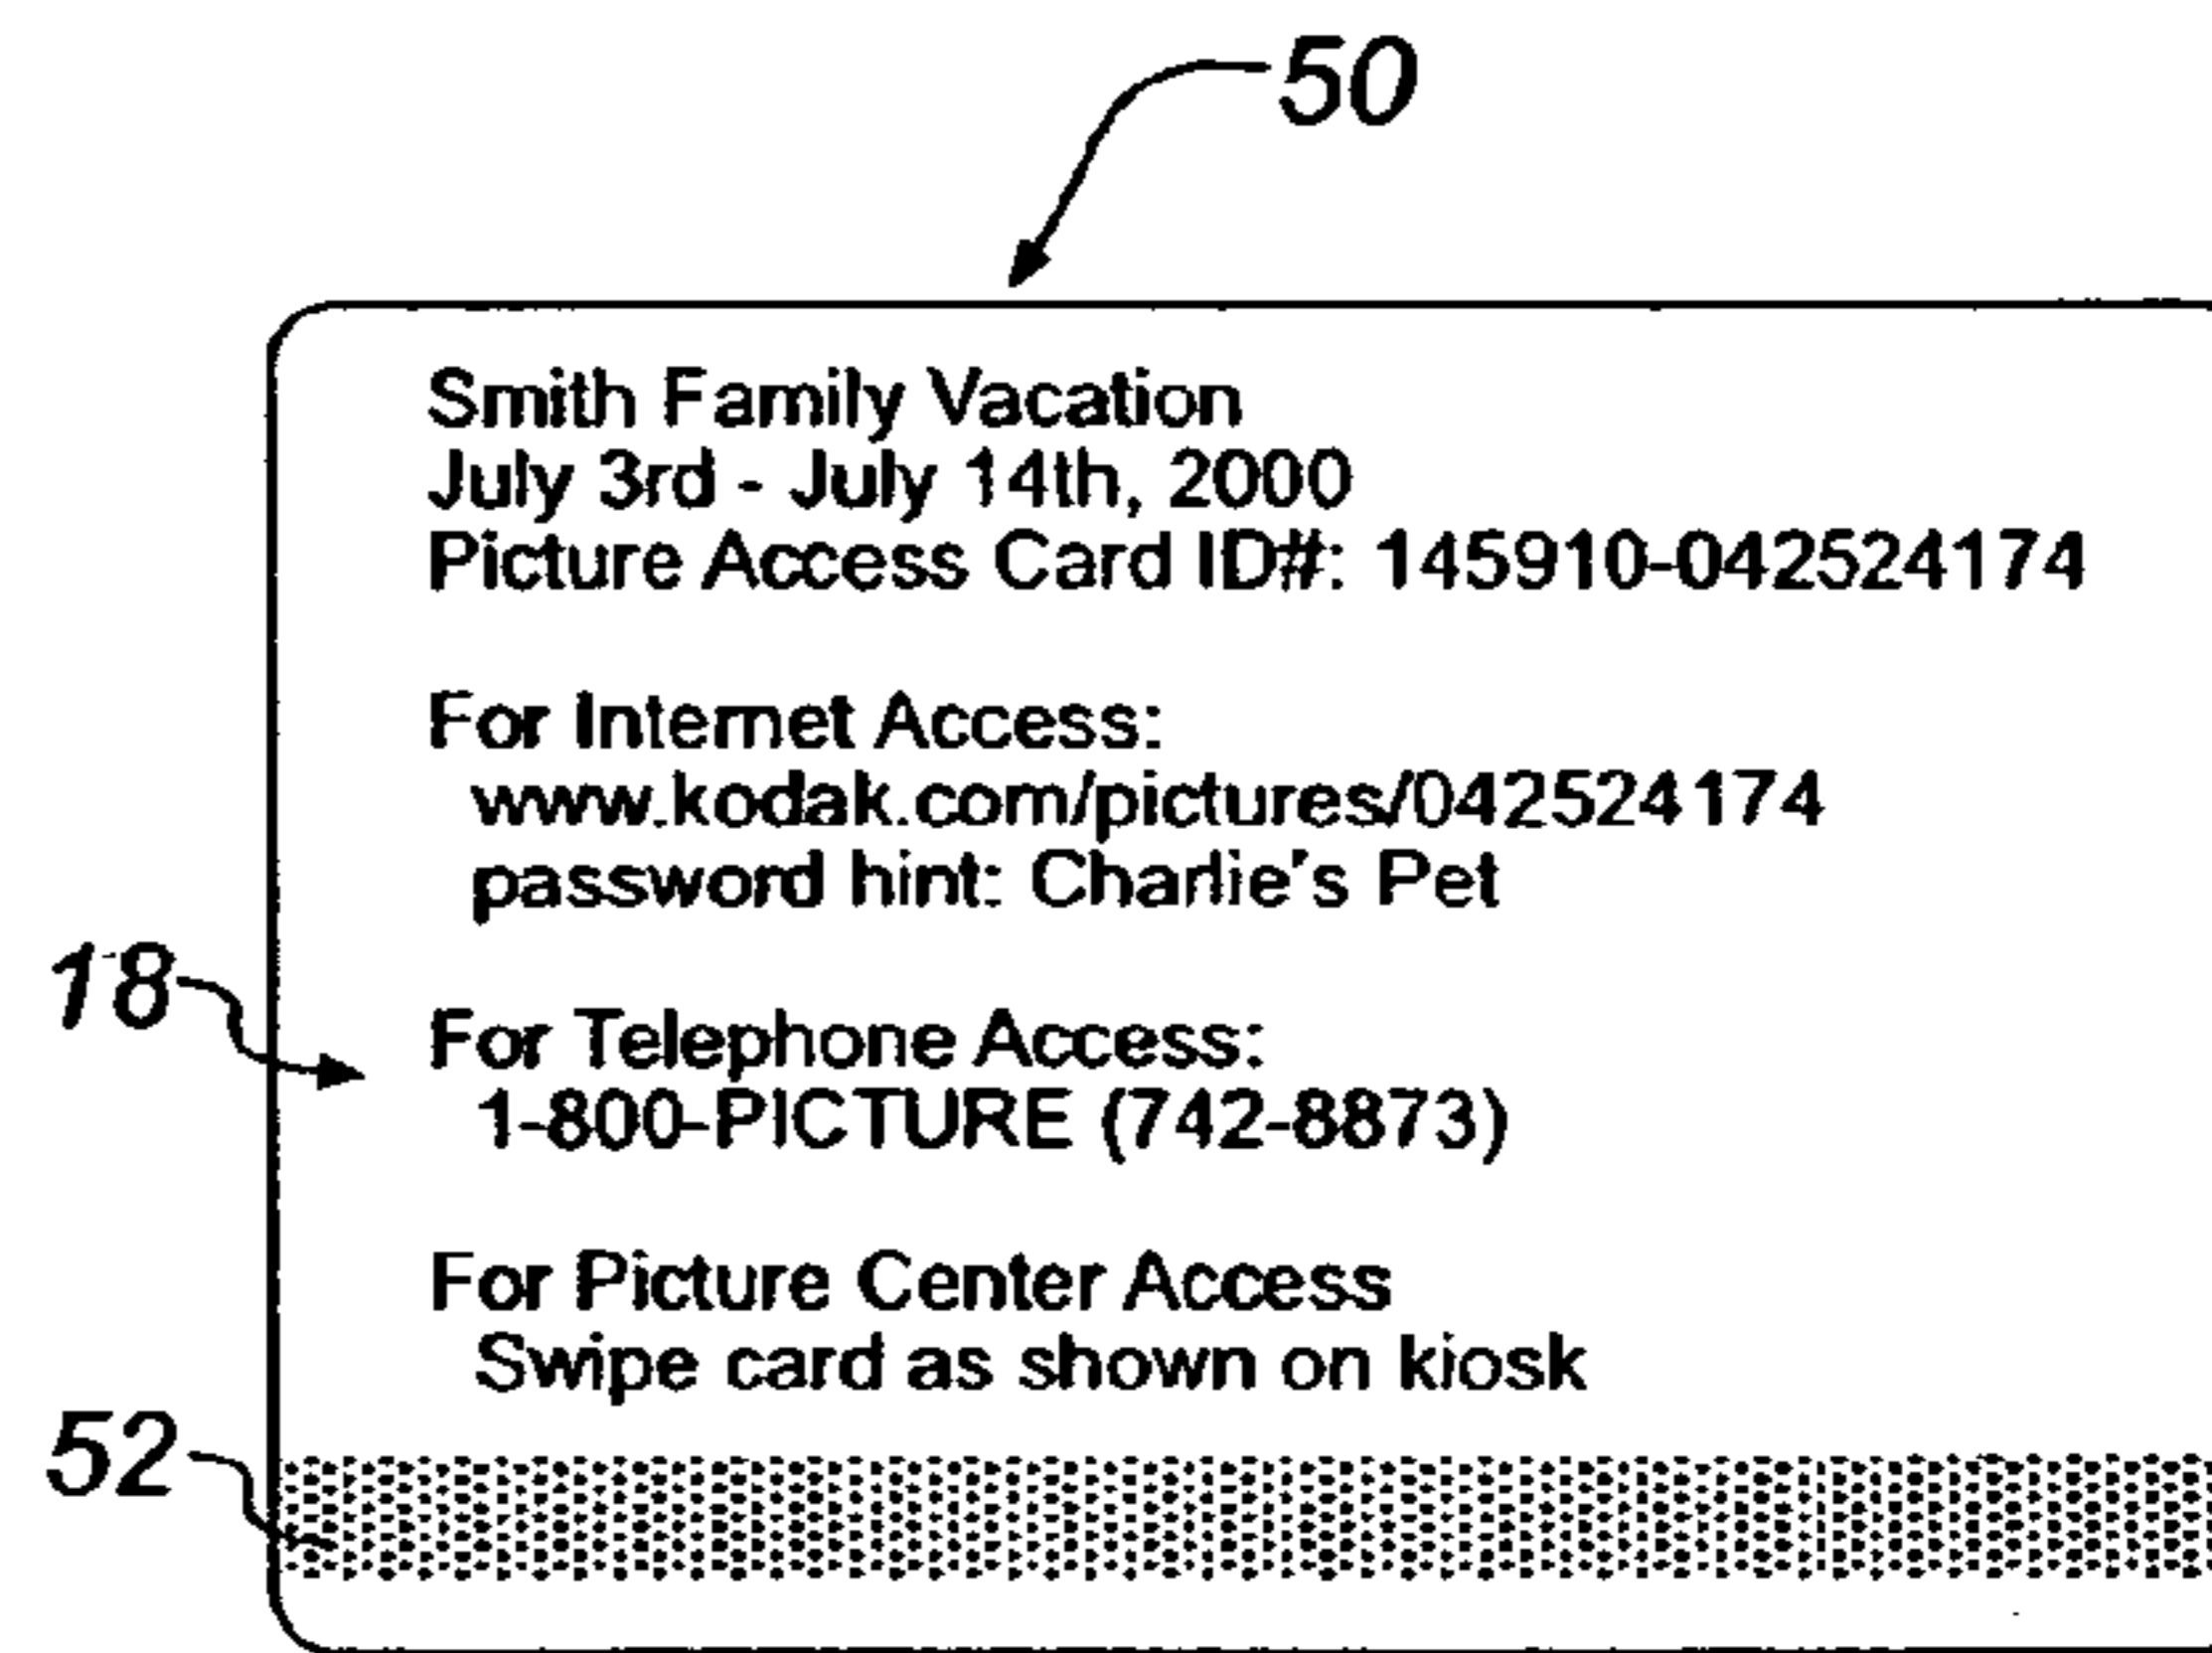 50
Smith Family Vacation
July 3rd - July 14th, 2000
Picture Access Card ID#: 145910-042524174
For Internet Access:
www.kodak.com/pictures/042524174
password hint: Charlie's Pet
18
For Telephone Access:
1-800-PICTURE (742-8873)
For Picture Center Access
Swipe card as shown on kiosk
52